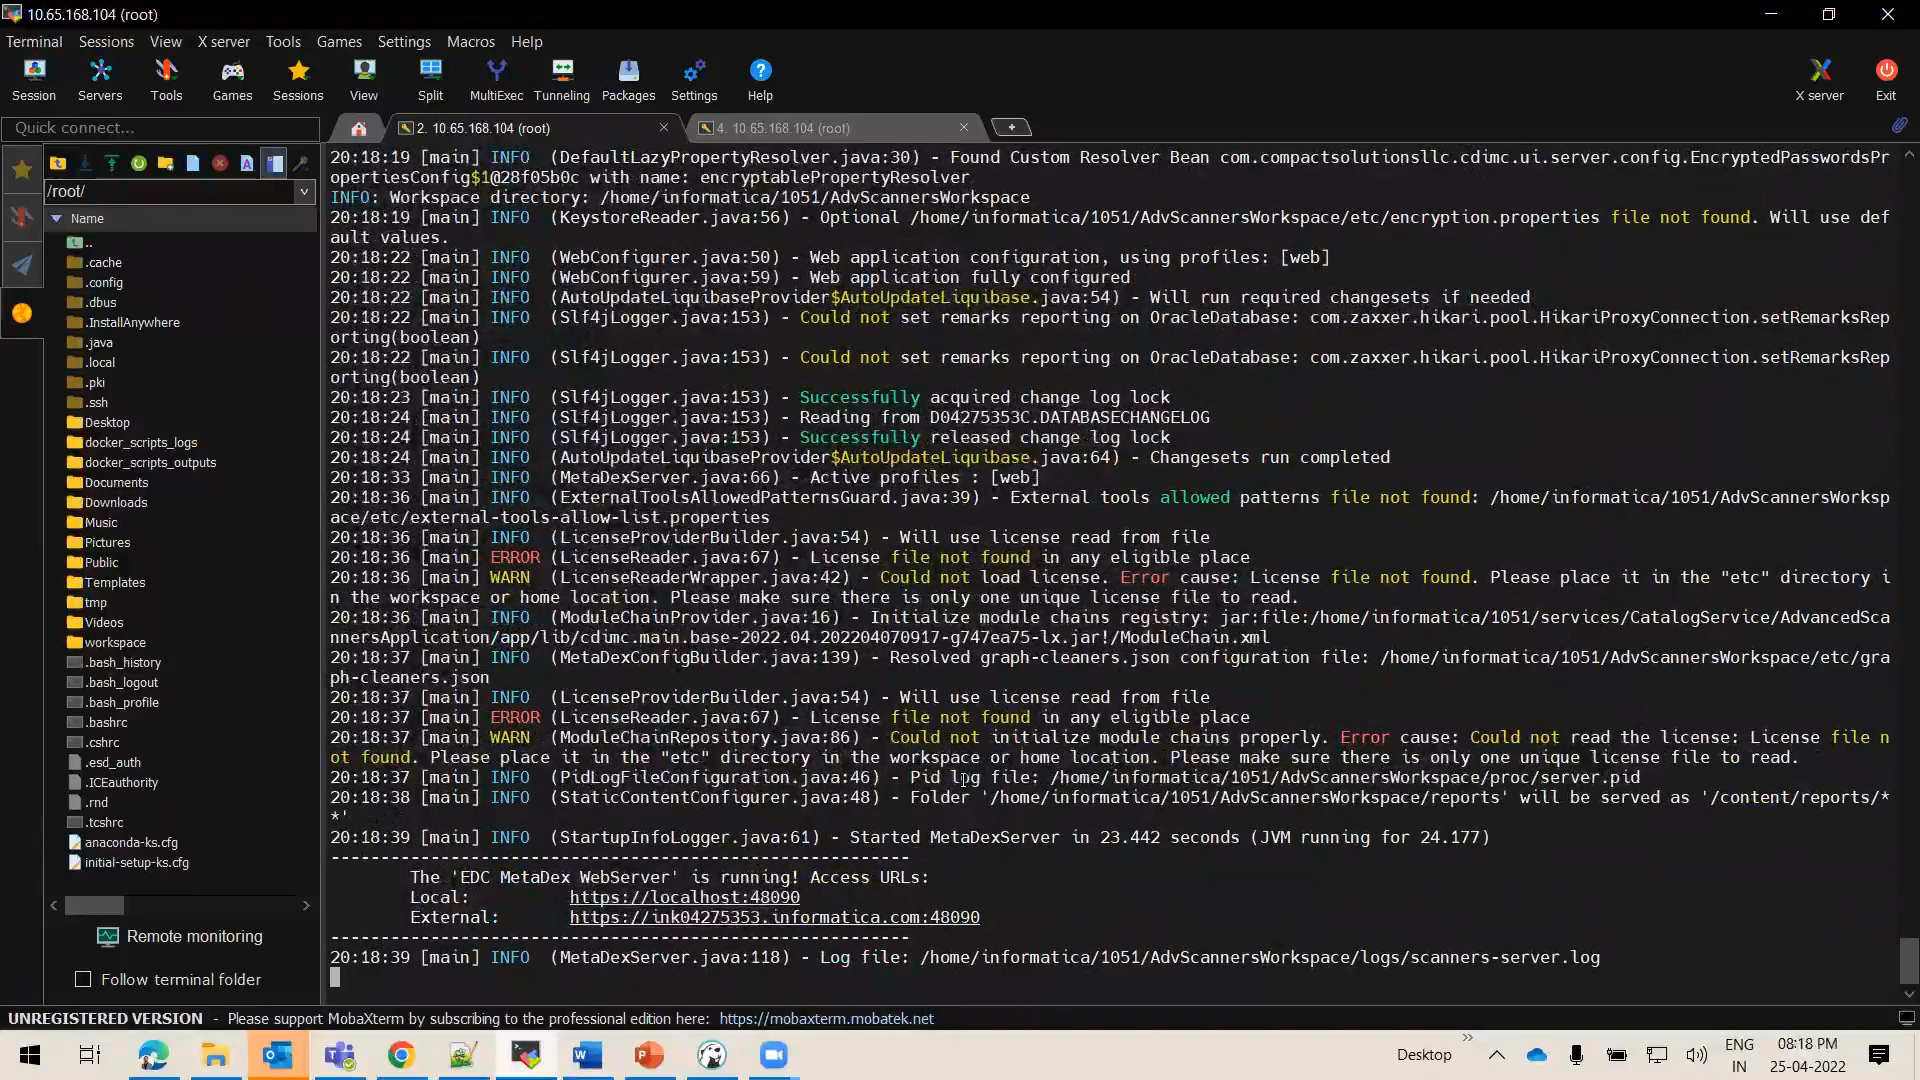 10.65.168.104 (root)
Terminal Sessions View X server Tools Games Settings Macros Help
Session Servers Tools Games Sessions View Split MultiExec Tunneling Packages Settings Help X server Exit
Quick connect...
2. 10.65.168.104 (root)
4. 10.65.168.104 (root)
/root/
Name
..
.cache
.config
.dbus
.InstallAnywhere
.java
.local
.pki
.ssh
Desktop
docker_scripts_logs
docker_scripts_outputs
Documents
Downloads
Music
Pictures
Public
Templates
tmp
Videos
workspace
.bash_history
.bash_logout
.bash_profile
.bashrc
.cshrc
.esd_auth
.ICEauthority
.rnd
.tcshrc
anaconda-ks.cfg
initial-setup-ks.cfg
Remote monitoring
Follow terminal folder
20:18:19 [main] INFO (DefaultLazyPropertyResolver.java:30) - Found Custom Resolver Bean com.compactsolutionsllc.cdimc.ui.server.config.EncryptedPasswordsPr
opertiesConfig$1@28f05b0c with name: encryptablePropertyResolver
INFO: Workspace directory: /home/informatica/1051/AdvScannersWorkspace
20:18:19 [main] INFO (KeystoreReader.java:56) - Optional /home/informatica/1051/AdvScannersWorkspace/etc/encryption.properties file not found. Will use def
ault values.
20:18:22 [main] INFO (WebConfigurer.java:50) - Web application configuration, using profiles: [web]
20:18:22 [main] INFO (WebConfigurer.java:59) - Web application fully configured
20:18:22 [main] INFO (AutoUpdateLiquibaseProvider$AutoUpdateLiquibase.java:54) - Will run required changesets if needed
20:18:22 [main] INFO (Slf4jLogger.java:153) - Could not set remarks reporting on OracleDatabase: com.zaxxer.hikari.pool.HikariProxyConnection.setRemarksRep
orting(boolean)
20:18:22 [main] INFO (Slf4jLogger.java:153) - Could not set remarks reporting on OracleDatabase: com.zaxxer.hikari.pool.HikariProxyConnection.setRemarksRep
orting(boolean)
20:18:23 [main] INFO (Slf4jLogger.java:153) - Successfully acquired change log lock
20:18:24 [main] INFO (Slf4jLogger.java:153) - Reading from D04275353C.DATABASECHANGELOG
20:18:24 [main] INFO (Slf4jLogger.java:153) - Successfully released change log lock
20:18:24 [main] INFO (AutoUpdateLiquibaseProvider$AutoUpdateLiquibase.java:64) - Changesets run completed
20:18:33 [main] INFO (MetaDexServer.java:66) - Active profiles : [web]
20:18:36 [main] INFO (ExternalToolsAllowedPatternsGuard.java:39) - External tools allowed patterns file not found: /home/informatica/1051/AdvScannersWorksp
ace/etc/external-tools-allow-list.properties
20:18:36 [main] INFO (LicenseProviderBuilder.java:54) - Will use license read from file
20:18:36 [main] ERROR (LicenseReader.java:67) - License file not found in any eligible place
20:18:36 [main] WARN (LicenseReaderWrapper.java:42) - Could not load license. Error cause: License file not found. Please place it in the "etc" directory i
n the workspace or home location. Please make sure there is only one unique license file to read.
20:18:36 [main] INFO (ModuleChainProvider.java:16) - Initialize module chains registry: jar:file:/home/informatica/1051/services/CatalogService/AdvancedSca
nnersApplication/app/lib/cdimc.main.base-2022.04.202204070917-g747ea75-lx.jar!/ModuleChain.xml
20:18:37 [main] INFO (MetaDexConfigBuilder.java:139) - Resolved graph-cleaners.json configuration file: /home/informatica/1051/AdvScannersWorkspace/etc/gra
ph-cleaners.json
20:18:37 [main] INFO (LicenseProviderBuilder.java:54) - Will use license read from file
20:18:37 [main] ERROR (LicenseReader.java:67) - License file not found in any eligible place
20:18:37 [main] WARN (ModuleChainRepository.java:86) - Could not initialize module chains properly. Error cause: Could not read the license: License file n
ot found. Please place it in the "etc" directory in the workspace or home location. Please make sure there is only one unique license file to read.
20:18:37 [main] INFO (PidLogFileConfiguration.java:46) - Pid log file: /home/informatica/1051/AdvScannersWorkspace/proc/server.pid
20:18:38 [main] INFO (StaticContentConfigurer.java:48) - Folder '/home/informatica/1051/AdvScannersWorkspace/reports' will be served as '/content/reports/*
*'
20:18:39 [main] INFO (StartupInfoLogger.java:61) - Started MetaDexServer in 23.442 seconds (JVM running for 24.177)
----------------------------------------------------------
The 'EDC MetaDex WebServer' is running! Access URLs:
Local: https://localhost:48090
External: https://ink04275353.informatica.com:48090
----------------------------------------------------------
20:18:39 [main] INFO (MetaDexServer.java:118) - Log file: /home/informatica/1051/AdvScannersWorkspace/logs/scanners-server.log
UNREGISTERED VERSION - Please support MobaXterm by subscribing to the professional edition here: https://mobaxterm.mobatek.net
Desktop
ENG
IN
08:18 PM
25-04-2022